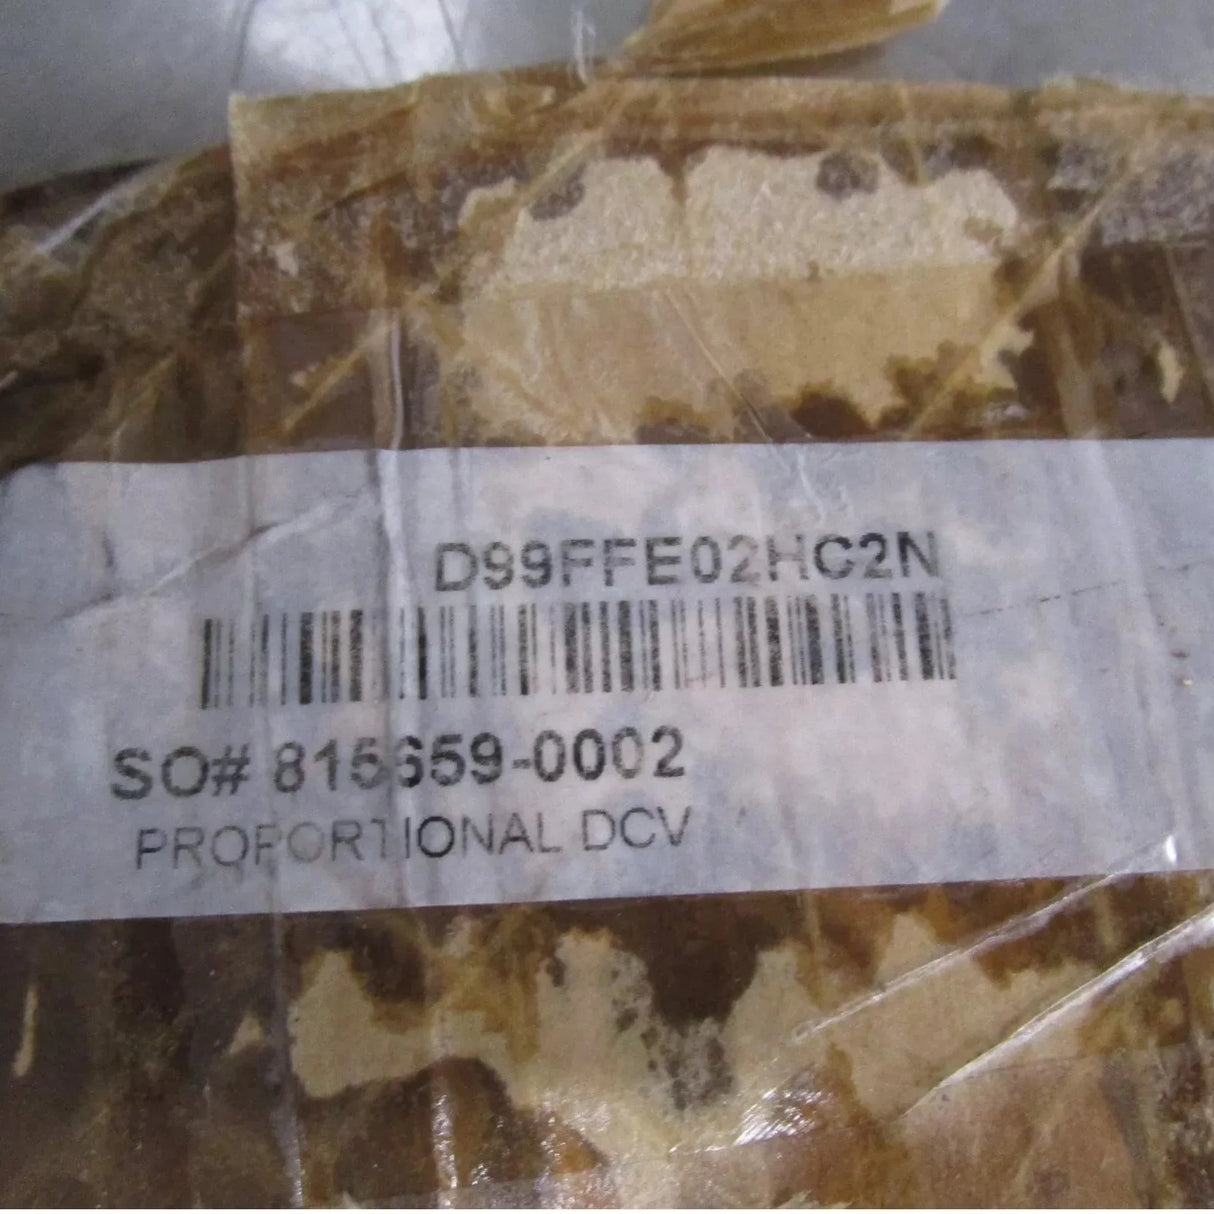 D99FFE02HC2N
SO# 815659-0002
PROPORTIONAL DCV